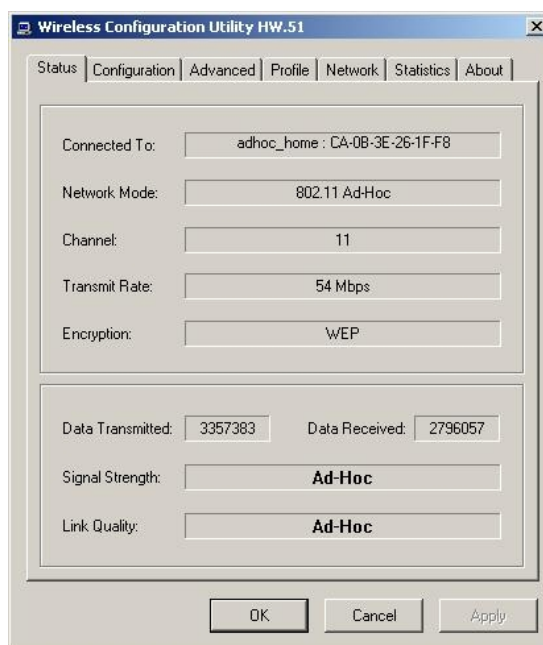 Wireless Configuration Utility HW.51
Status Configuration Advanced Profile Network Statistics About
Connected To: adhoc_home : CA-0B-3E-26-1F-F8
Network Mode: 802.11 Ad-Hoc
Channel: 11
Transmit Rate: 54 Mbps
Encryption: WEP
Data Transmitted: 3357383 Data Received: 2796057
Signal Strength: Ad-Hoc
Link Quality: Ad-Hoc
OK Cancel Apply